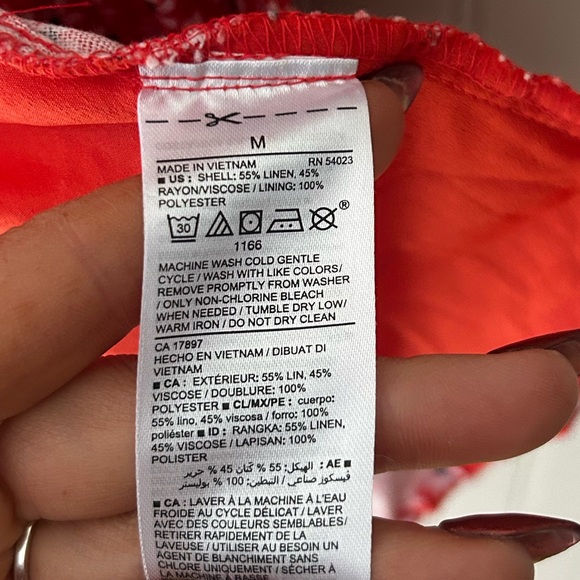 M
MADE IN VIETNAM RN 54023
■ US : SHELL: 55% LINEN, 45%
RAYON/VISCOSE / LINING: 100%
POLYESTER
30 ®
1166
MACHINE WASH COLD GENTLE
CYCLE / WASH WITH LIKE COLORS/
REMOVE PROMPTLY FROM WASHER
/ ONLY NON-CHLORINE BLEACH
WHEN NEEDED / TUMBLE DRY LOW/
WARM IRON / DO NOT DRY CLEAN
CA 17897
HECHO EN VIETNAM / DIBUAT DI
VIETNAM
■ CA : EXTÉRIEUR: 55% LIN, 45%
VISCOSE / DOUBLURE: 100%
POLYESTER ■ CL/MX/PE : cuerpo:
55% lino, 45% viscosa / forro: 100%
poliéster ■ ID : RANGKA: 55% LINEN,
45% VISCOSE / LAPISAN: 100%
POLISTER
■ AE : الهيكل: 55 % كتان 45 % حرير
فيسكوز صناعي / التبطين: 100 % بوليستر
■ CA : LAVER À LA MACHINE À L'EAU
FROIDE AU CYCLE DÉLICAT / LAVER
AVEC DES COULEURS SEMBLABLES/
RETIRER RAPIDEMENT DE LA
LAVEUSE / UTILISER AU BESOIN UN
AGENT DE BLANCHIMENT SANS
CHLORE UNIQUEMENT / SÉCHER À
LA MACHINE À BASSE